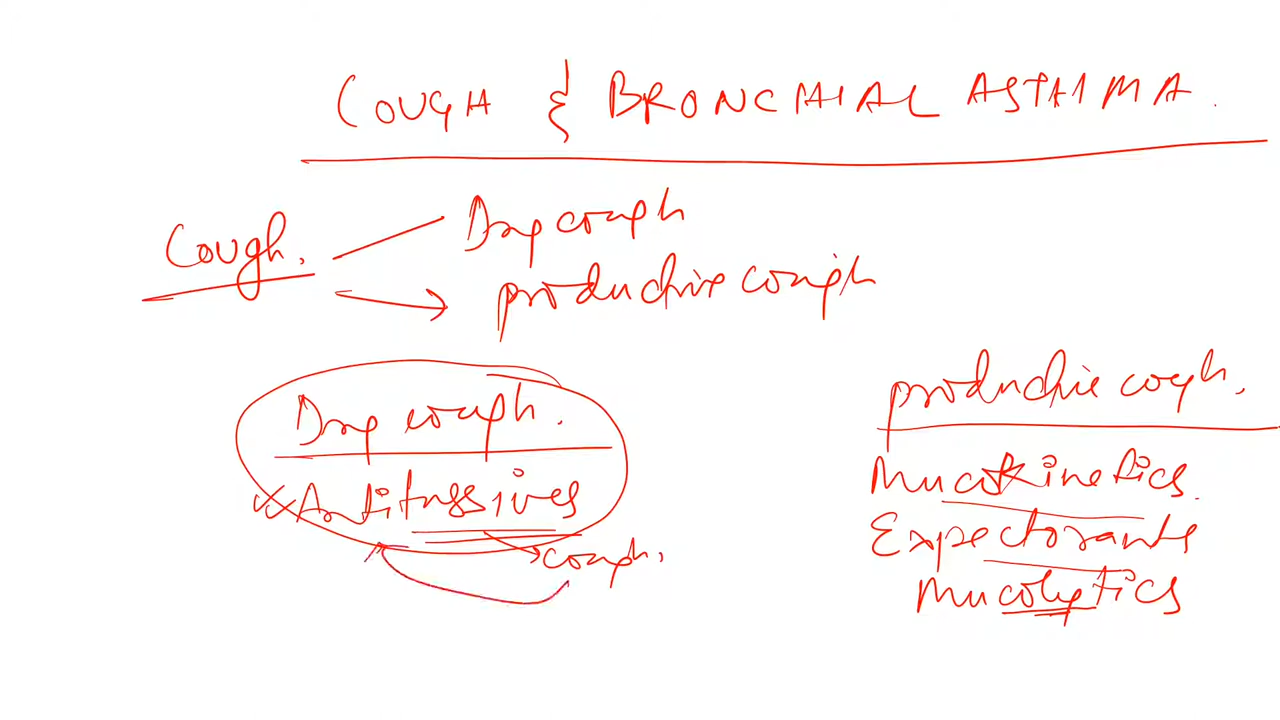 COUGH & BRONCHIAL ASTHMA.
Cough.
Dry cough
productive cough
Dry cough.
Antitussives
cough.
productive cough.
Mucokinetics.
Expectorants
Mucolytics